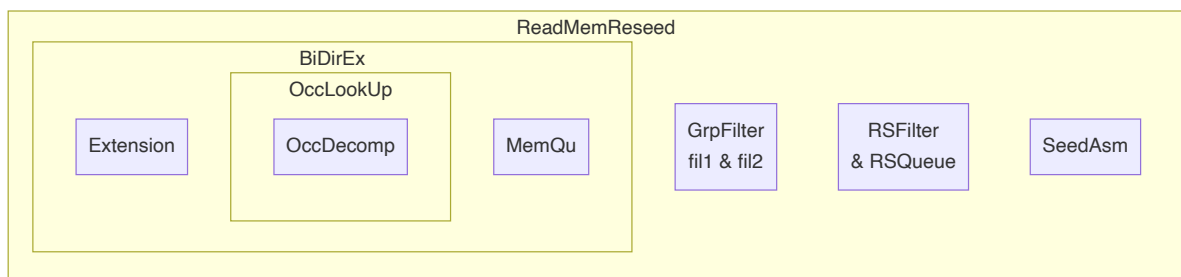 ReadMemReseed
BiDirEx
OccLookUp
Extension
OccDecomp
MemQu
GrpFilter
fil1 & fil2
RSFilter
& RSQueue
SeedAsm